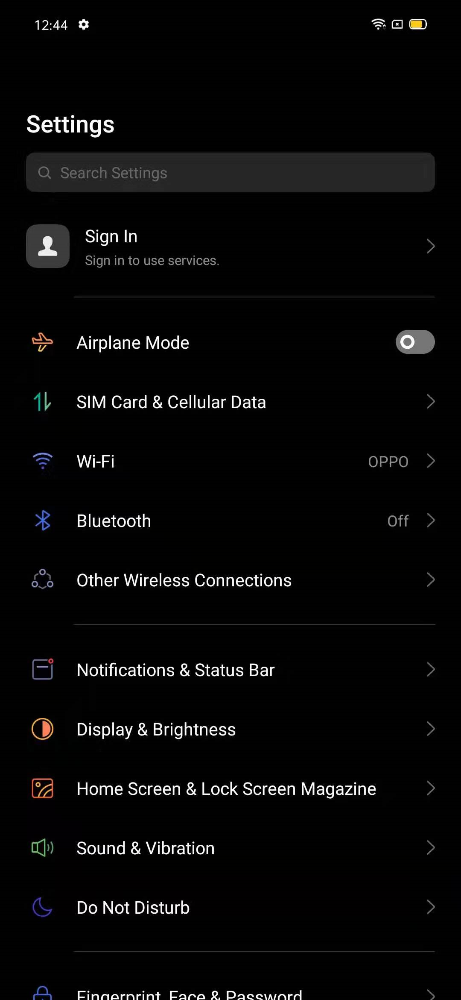 12:44
Settings
Search Settings
Sign In
Sign in to use services.
Airplane Mode
SIM Card & Cellular Data
Wi-Fi OPPO
Bluetooth Off
Other Wireless Connections
Notifications & Status Bar
Display & Brightness
Home Screen & Lock Screen Magazine
Sound & Vibration
Do Not Disturb
Fingerprint, Face & Password